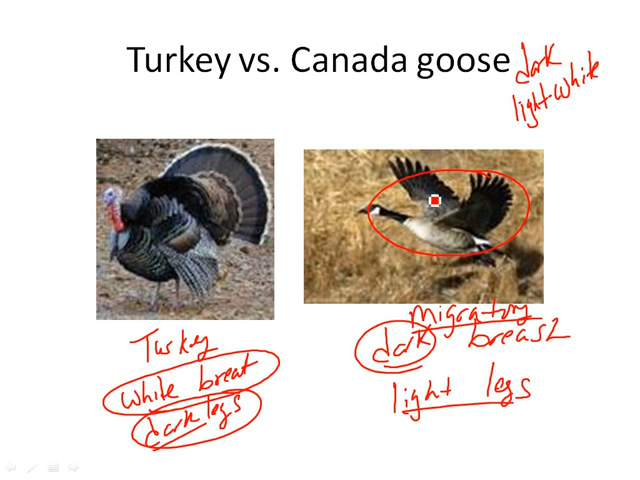 Turkey vs. Canada goose
dark
light-white
Turkey
white breat
dark legs
migratory
dark breast
light legs